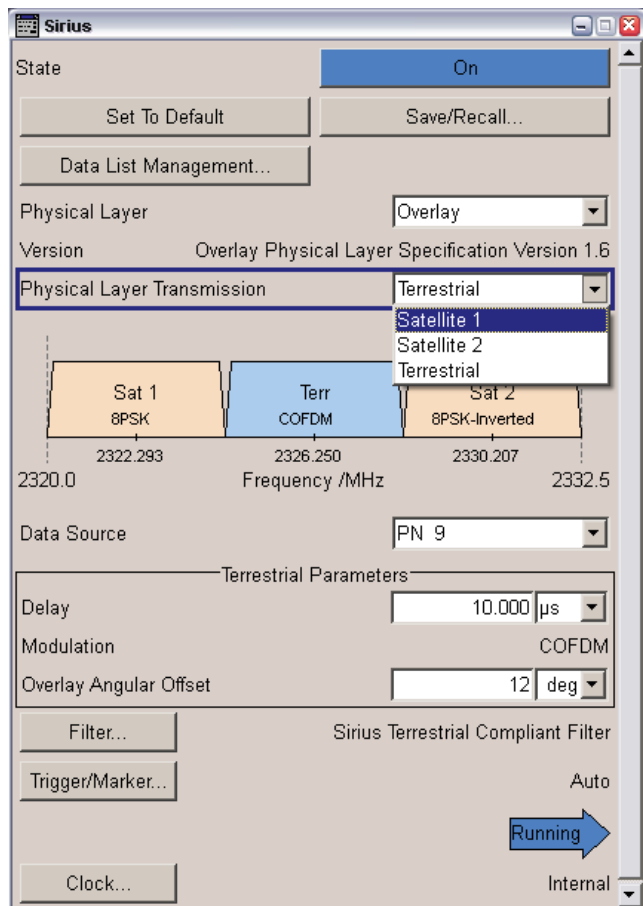 Sirius
State On
Set To Default Save/Recall...
Data List Management...
Physical Layer Overlay
Version Overlay Physical Layer Specification Version 1.6
Physical Layer Transmission Terrestrial
Satellite 1
Satellite 2
Terrestrial
Sat 1 Terr Sat 2
8PSK COFDM 8PSK-Inverted
2322.293 2326.250 2330.207
2320.0 Frequency /MHz 2332.5
Data Source PN 9
Terrestrial Parameters
Delay 10.000 µs
Modulation COFDM
Overlay Angular Offset 12 deg
Filter... Sirius Terrestrial Compliant Filter
Trigger/Marker... Auto
Running
Clock... Internal